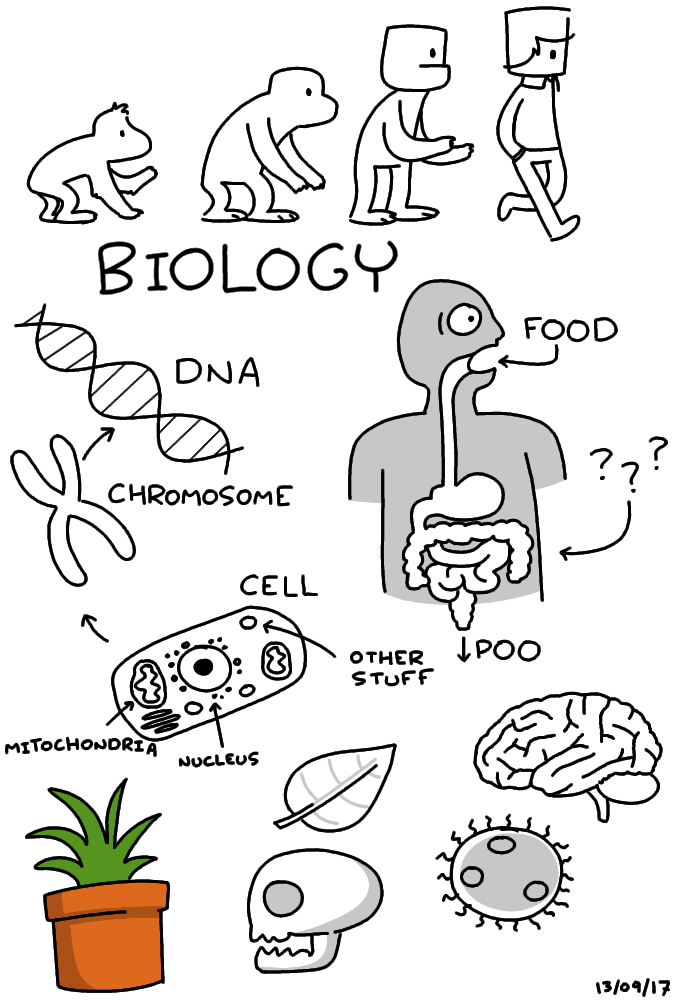 BIOLOGY
DNA
FOOD
? ? ?
CHROMOSOME
CELL
OTHER
STUFF
↓POO
MITOCHONDRIA
NUCLEUS
13/09/17